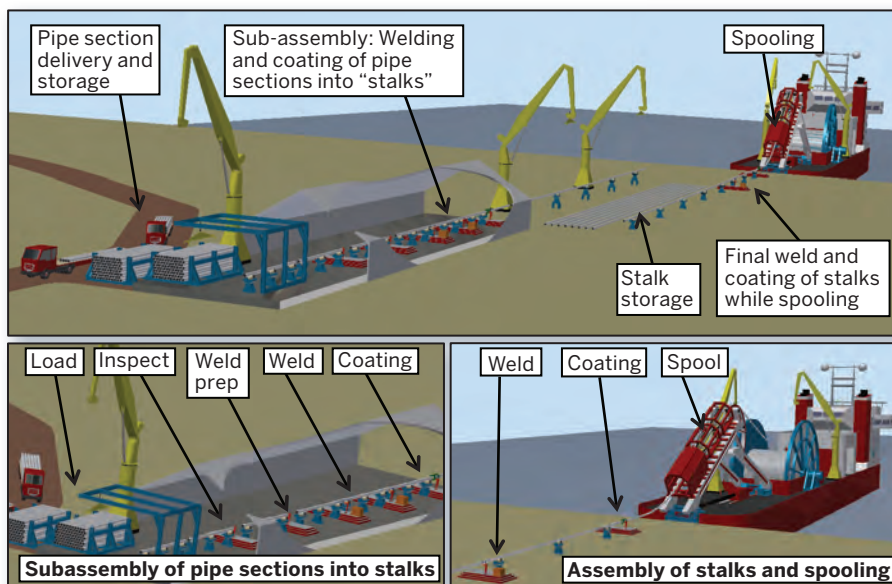 Pipe section
delivery and
storage
Sub-assembly: Welding
and coating of pipe
sections into “stalks”
Spooling
Stalk
storage
Final weld and
coating of stalks
while spooling
Load
Inspect
Weld
prep
Weld
Coating
Subassembly of pipe sections into stalks
Weld
Coating
Spool
Assembly of stalks and spooling